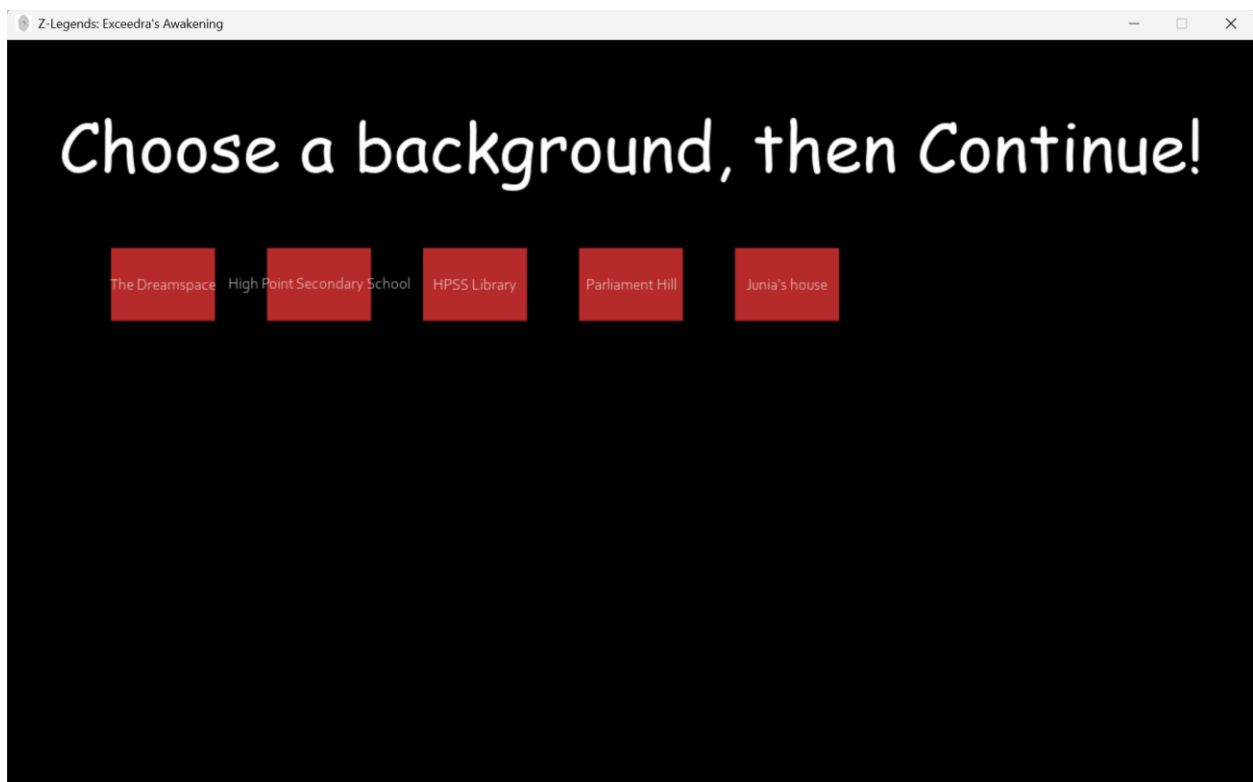 Z-Legends: Exceedra's Awakening
Choose a background, then Continue!
The Dreamspace
High Point Secondary School
HPSS Library
Parliament Hill
Junia's house